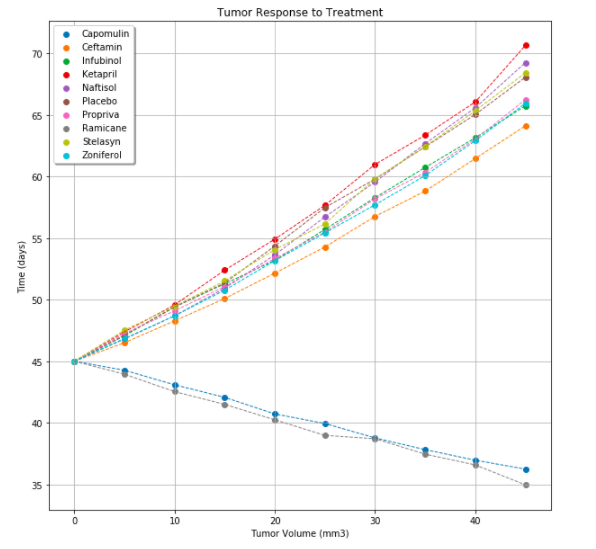 Tumor Response to Treatment
Capomulin
Ceftamin
Infubinol
Ketapril
Naftisol
Placebo
Propriva
Ramicane
Stelasyn
Zoniferol
70
65
60
55
50
45
40
35
Time (days)
0 10 20 30 40
Tumor Volume (mm3)